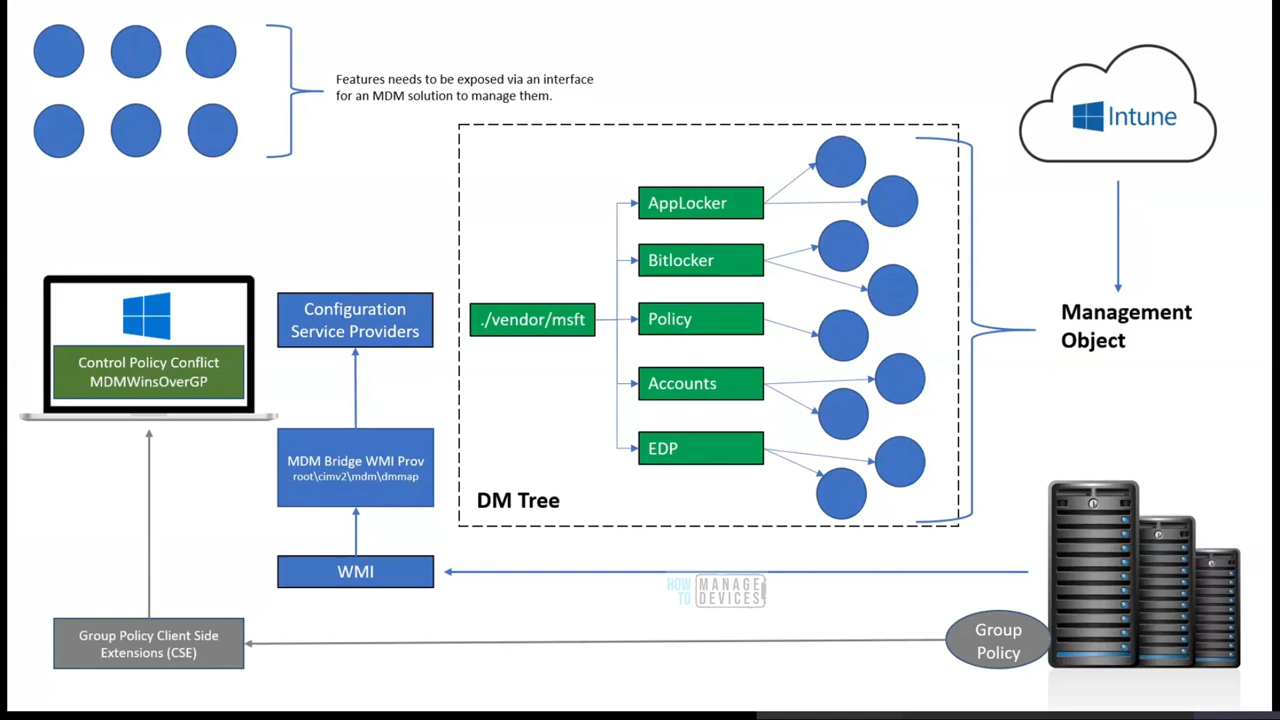 Features needs to be exposed via an interface
for an MDM solution to manage them.
Intune
AppLocker
Bitlocker
./vendor/msft
Policy
Accounts
EDP
DM Tree
Management
Object
Configuration
Service Providers
Control Policy Conflict
MDMWinsOverGP
MDM Bridge WMI Prov
root\cimv2\mdm\dmmap
WMI
HOW
TO
MANAGE
DEVICES
Group Policy Client Side
Extensions (CSE)
Group
Policy